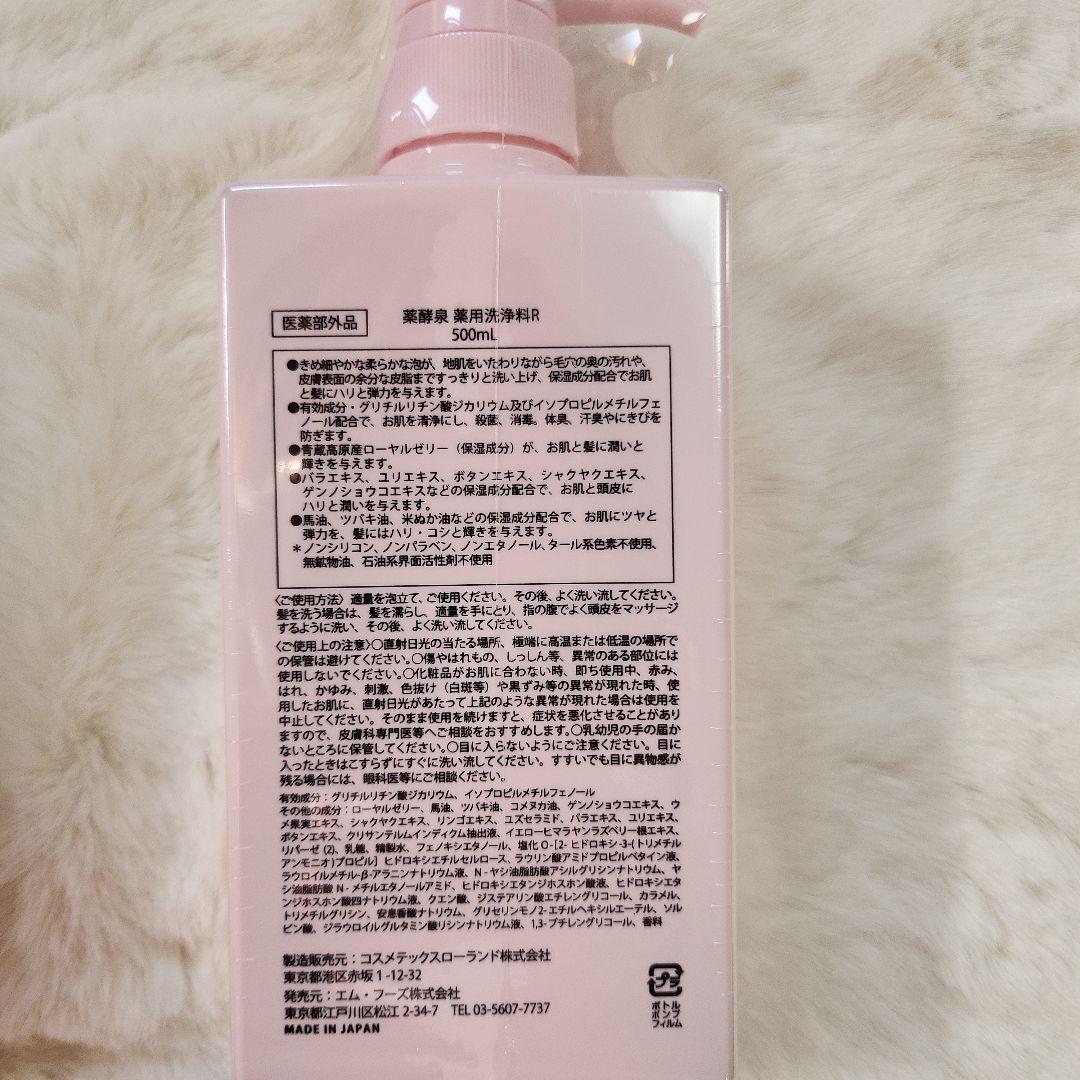 医薬部外品
薬酵泉 薬用洗浄料R
500mL
●きめ細やかな柔らかな泡が、地肌をいたわりながら毛穴の奥の汚れや、
皮膚表面の余分な皮脂まですっきりと洗い上げ、保湿成分配合でお肌
と髪にハリと弾力を与えます。
●有効成分・グリチルリチン酸ジカリウム及びイソプロピルメチルフェ
ノール配合で、お肌を清浄にし、殺菌、消毒。体臭、汗臭やにきびを
防ぎます。
●青蔵高原産ローヤルゼリー（保湿成分）が、お肌と髪に潤いと
輝きを与えます。
●バラエキス、ユリエキス、ボタンエキス、シャクヤクエキス、
ゲンノショウコエキスなどの保湿成分配合で、お肌と頭皮に
ハリと潤いを与えます。
●馬油、ツバキ油、米ぬか油などの保湿成分配合で、お肌にツヤと
弾力を、髪にはハリ・コシと輝きを与えます。
＊ノンシリコン、ノンパラベン、ノンエタノール、タール系色素不使用、
無鉱物油、石油系界面活性剤不使用
〈ご使用方法〉適量を泡立て、ご使用ください。その後、よく洗い流してください。
髪を洗う場合は、髪を濡らし、適量を手にとり、指の腹でよく頭皮をマッサージ
するように洗い、その後、よく洗い流してください。
〈ご使用上の注意〉○直射日光の当たる場所、極端に高温または低温の場所で
の保管は避けてください。○傷やはれもの、しっしん等、異常のある部位には
使用しないでください。○化粧品がお肌に合わない時、即ち使用中、赤み、
はれ、かゆみ、刺激、色抜け（白斑等）や黒ずみ等の異常が現れた時、使
用したお肌に、直射日光があたって上記のような異常が現れた場合は使用を
中止してください。そのまま使用を続けますと、症状を悪化させることがあり
ますので、皮膚科専門医等へご相談をおすすめします。○乳幼児の手の届か
ないところに保管してください。○目に入らないようにご注意ください。目に
入ったときはこすらずにすぐに洗い流してください。すすいでも目に異物感が
残る場合には、眼科医等にご相談ください。
有効成分：グリチルリチン酸ジカリウム、イソプロピルメチルフェノール
その他の成分：ローヤルゼリー、馬油、ツバキ油、コメヌカ油、ゲンノショウコエキス、ウ
メ果実エキス、シャクヤクエキス、リンゴエキス、ユズセラミド、バラエキス、ユリエキス、
ボタンエキス、クリサンテルムインディクム抽出液、イエローヒマラヤンラズベリー根エキス、
リパーゼ(2)、乳糖、精製水、フェノキシエタノール、塩化O-[2-ヒドロキシ-3-(トリメチル
アンモニオ)プロピル]ヒドロキシエチルセルロース、ラウリン酸アミドプロピルベタイン液、
ラウロイルメチル-β-アラニンナトリウム液、N-ヤシ油脂肪酸アシルグリシンナトリウム、ヤ
シ油脂肪酸N-メチルエタノールアミド、ヒドロキシエタンジホスホン酸液、ヒドロキシエタ
ンジホスホン酸四ナトリウム液、クエン酸、ジステアリン酸エチレングリコール、カラメル、
トリメチルグリシン、安息香酸ナトリウム、グリセリンモノ2-エチルヘキシルエーテル、ソル
ビン酸、ジラウロイルグルタミン酸リシンナトリウム液、1,3-ブチレングリコール、香料
製造販売元：コスメテックスローランド株式会社
東京都港区赤坂1-12-32
発売元：エム・フーズ株式会社
東京都江戸川区松江2-34-7　TEL 03-5607-7737
MADE IN JAPAN
プラ
ボトル
ポンプ
フィルム